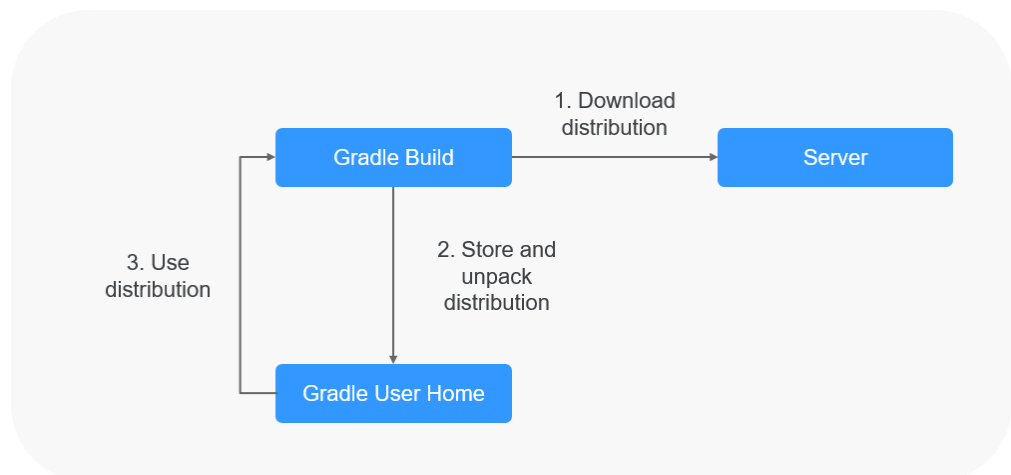 1. Download
distribution
Gradle Build
Server
2. Store and
unpack
distribution
3. Use
distribution
Gradle User Home